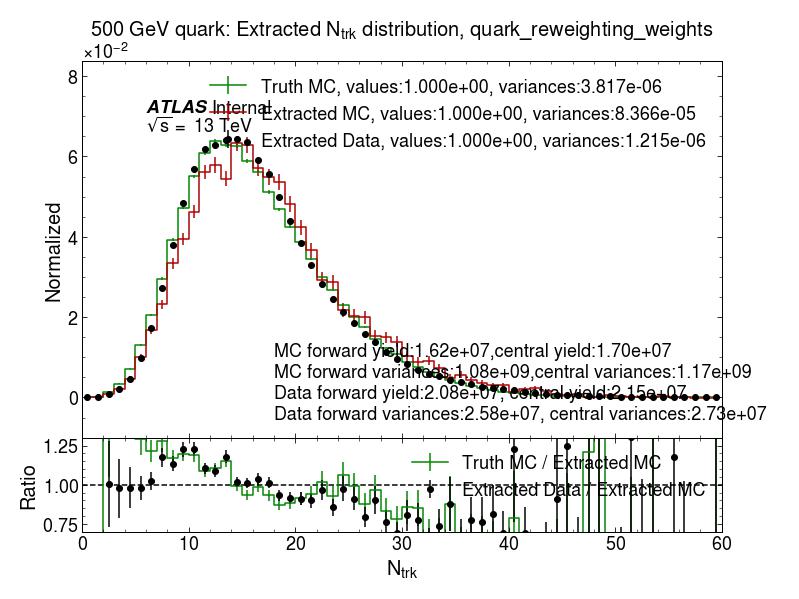 500 GeV quark: Extracted N_trk distribution, quark_reweighting_weights
×10⁻²
Truth MC, values:1.000e+00, variances:3.817e-06
ATLAS Internal
Extracted MC, values:1.000e+00, variances:8.366e-05
√s = 13 TeV
Extracted Data, values:1.000e+00, variances:1.215e-06
8
6
4
2
0
Normalized
MC forward yield:1.62e+07,central yield:1.70e+07
MC forward variances:1.08e+09,central variances:1.17e+09
Data forward yield:2.08e+07, central yield:2.15e+07
Data forward variances:2.58e+07, central variances:2.73e+07
1.25
1.00
0.75
Ratio
Truth MC / Extracted MC
Extracted Data / Extracted MC
0 10 20 30 40 50 60
N_trk